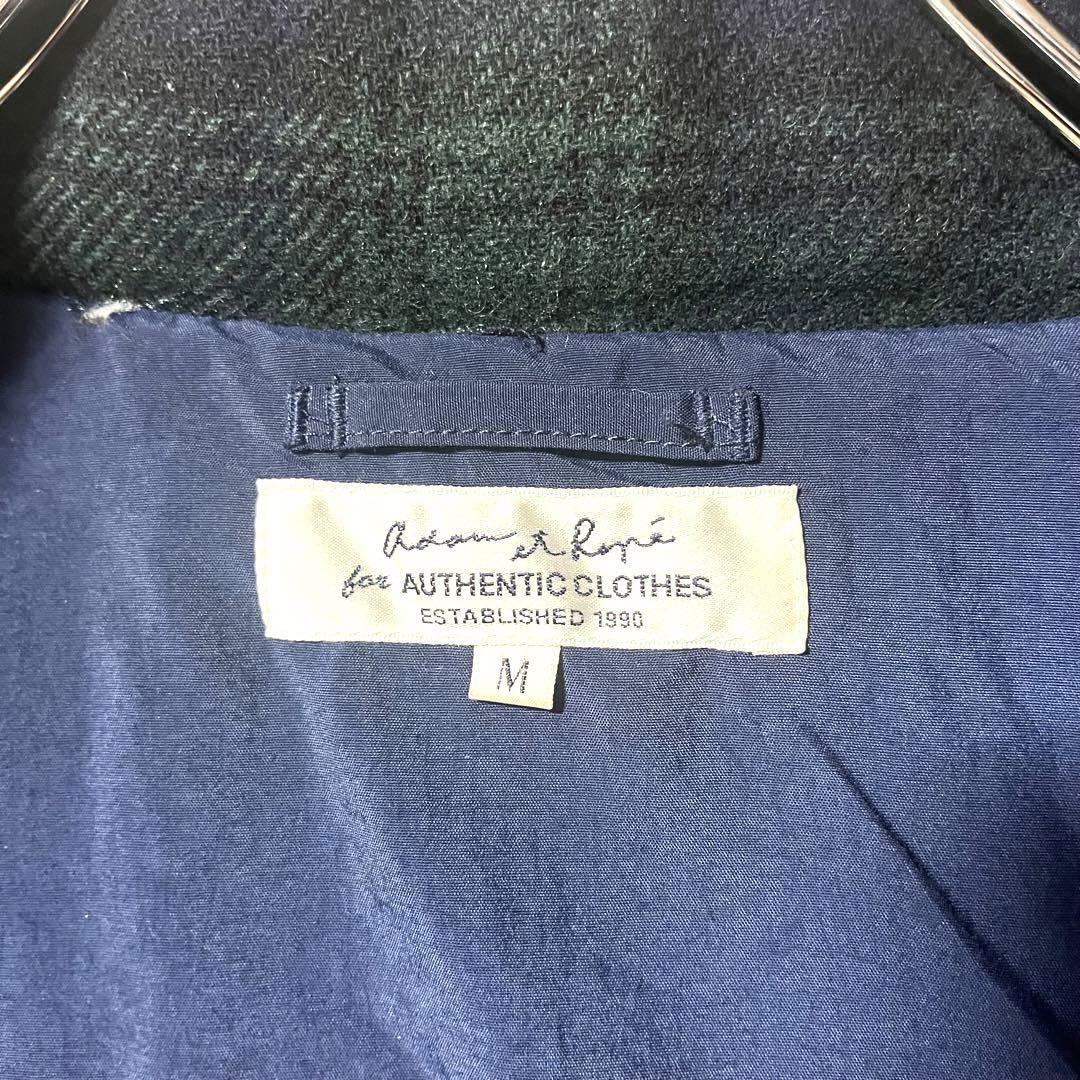 Adam et Ropé
for AUTHENTIC CLOTHES
ESTABLISHED 1990
M